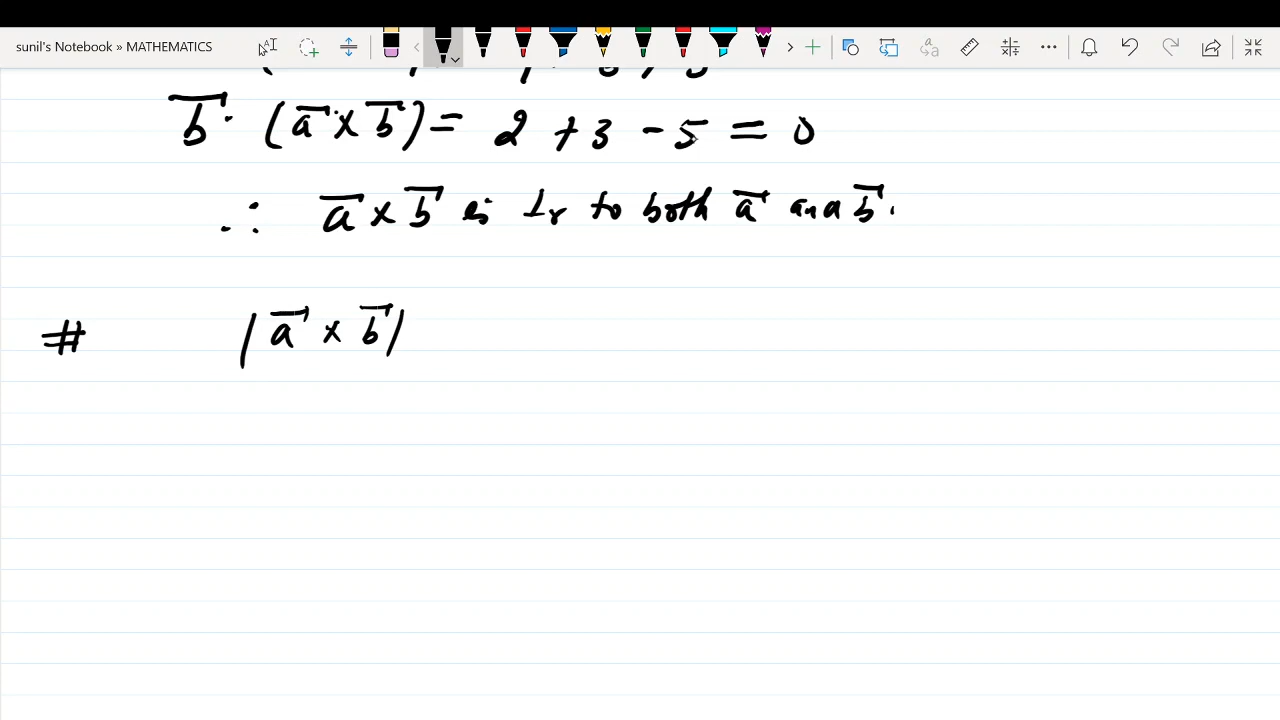 sunil's Notebook » MATHEMATICS
b⃗ · (a⃗ × b⃗) = 2 + 3 - 5 = 0
∴ a⃗ × b⃗ is ⊥r to both a⃗ and b⃗.
# |a⃗ × b⃗|